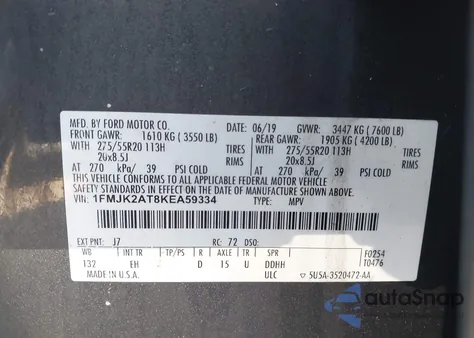 MFD. BY FORD MOTOR CO.
DATE: 06/19 GVWR: 3447 KG ( 7600 LB)
FRONT GAWR: 1610 KG ( 3550 LB) REAR GAWR: 1905 KG ( 4200 LB)
WITH 275/55R20 113H TIRES WITH 275/55R20 113H TIRES
20x8.5J RIMS 20x8.5J RIMS
AT 270 kPa/ 39 PSI COLD AT 270 kPa/ 39 PSI COLD
THIS VEHICLE CONFORMS TO ALL APPLICABLE FEDERAL MOTOR VEHICLE
SAFETY AND THEFT PREVENTION STANDARDS IN EFFECT ON THE DATE OF MANUFACTURE SHOWN ABOVE.
VIN: 1FMJK2AT8KEA59334 TYPE: MPV
EXT PNT: J7 RC: 72 DSO:
WB INT TR TP/PS R AXLE TR SPR F0254
132 EH D 15 U DDHH T0476
MADE IN U.S.A. ULC 5U5A-3520472-AA
autoSnap